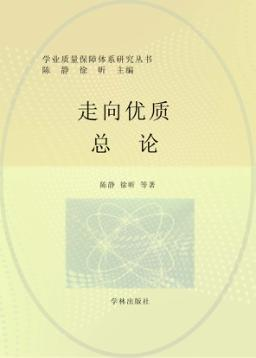 学业质量保障体系研究丛书
陈 静 徐 昕 主编
走向优质
总 论
陈静 徐昕 等著
学林出版社